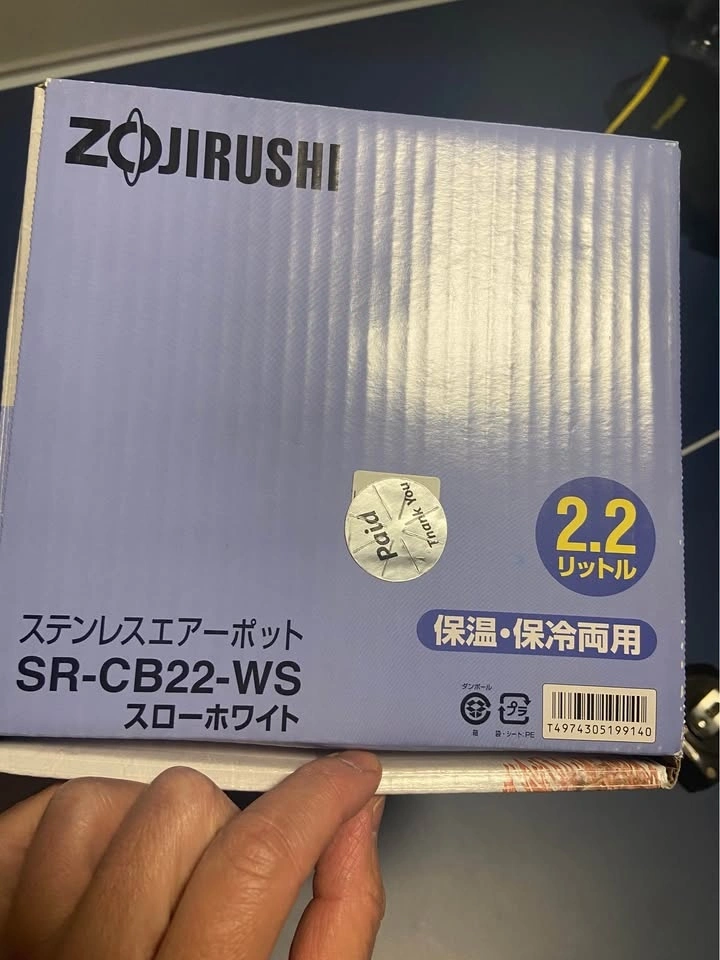 ZOJIRUSHI
Paid
Thank You
2.2
リットル
ステンレスエアーポット
SR-CB22-WS
スローホワイト
保温・保冷両用
ダンボール
箱
プラ
袋・シート:PE
T4974305199140